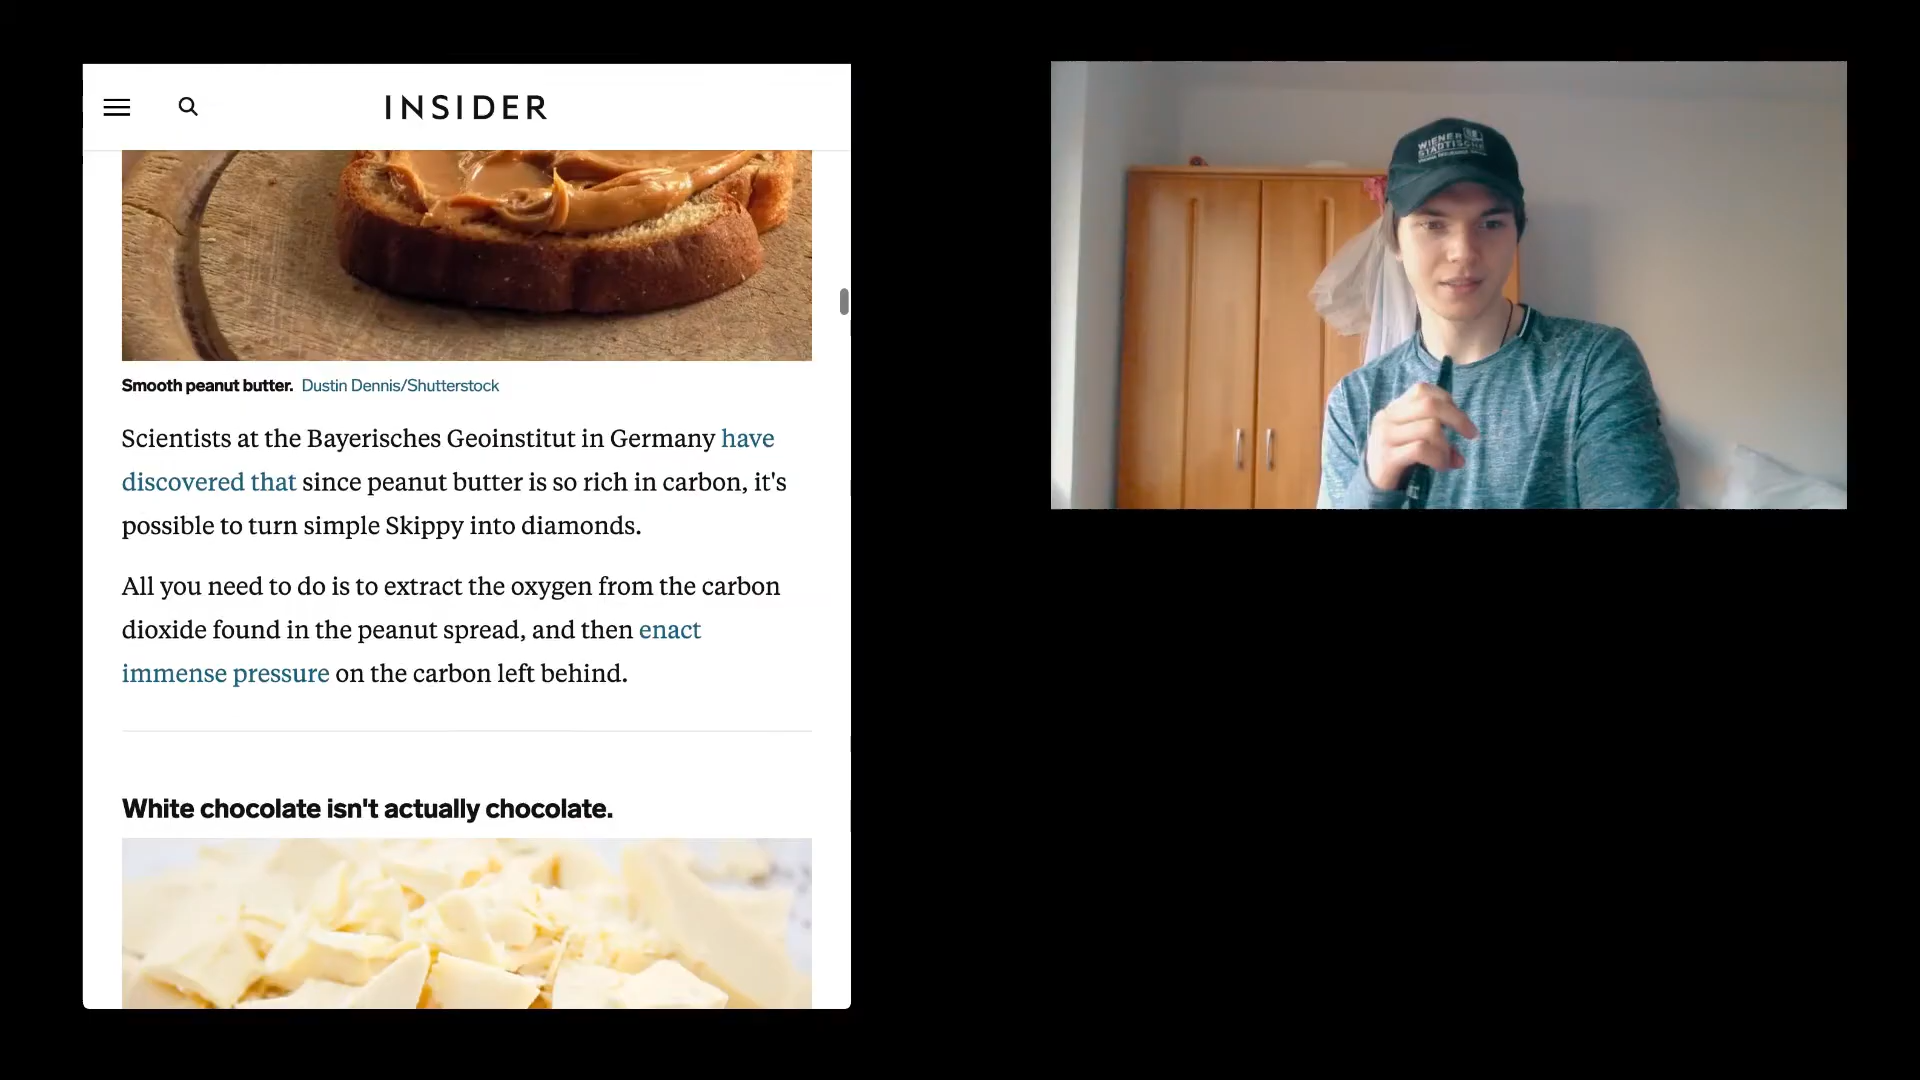 INSIDER
Smooth peanut butter. Dustin Dennis/Shutterstock
Scientists at the Bayerisches Geoinstitut in Germany have
discovered that since peanut butter is so rich in carbon, it's
possible to turn simple Skippy into diamonds.
All you need to do is to extract the oxygen from the carbon
dioxide found in the peanut spread, and then enact
immense pressure on the carbon left behind.
White chocolate isn't actually chocolate.
WIENER
STÄDTISCHE